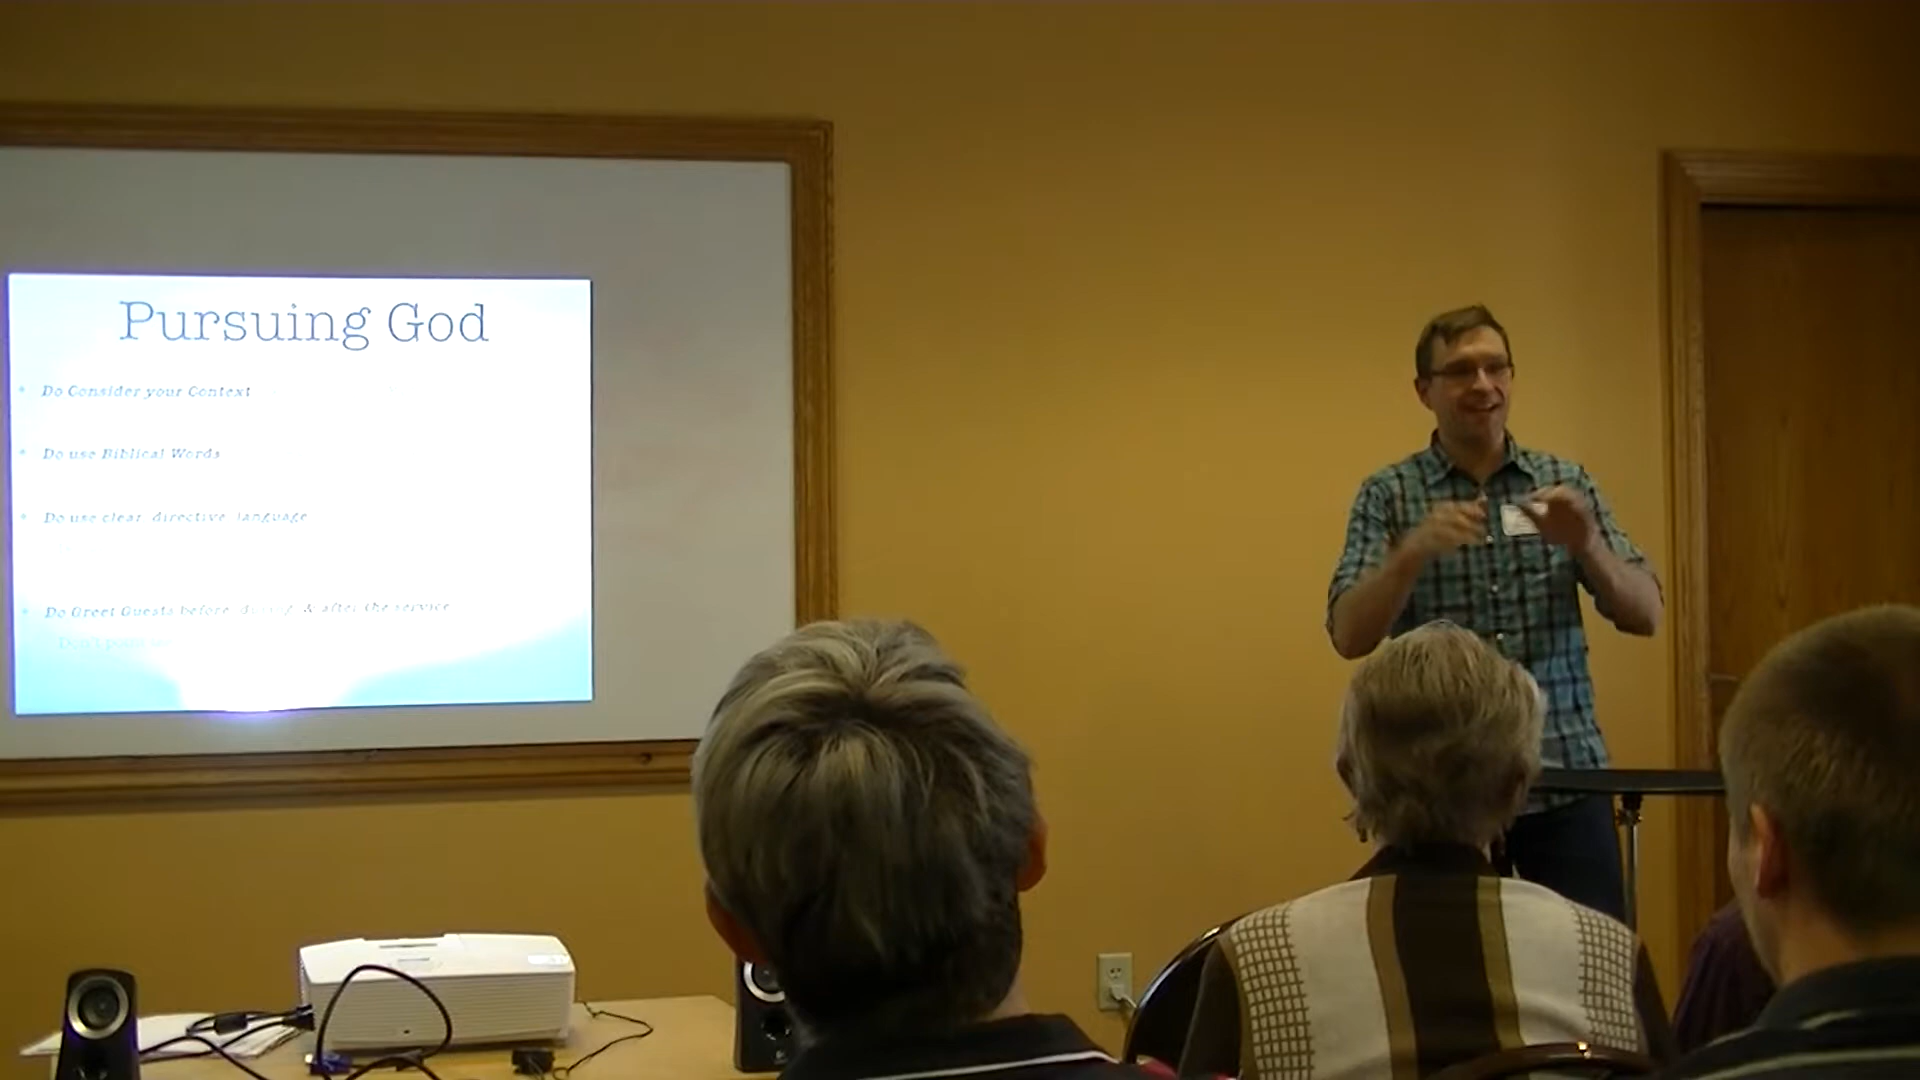 Pursuing God
Do Consider your Context
Do use Biblical Words
Do use clear directive language
Do Greet Guests before, during, & after the service
Don't